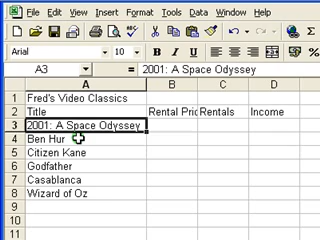 File Edit View Insert Format Tools Data Window
Arial 10 B I U
A3 2001: A Space Odyssey
A B C D
1 Fred's Video Classics
2 Title Rental Pric Rentals Income
3 2001: A Space Odyssey
4 Ben Hur
5 Citizen Kane
6 Godfather
7 Casablanca
8 Wizard of Oz
9
10
11